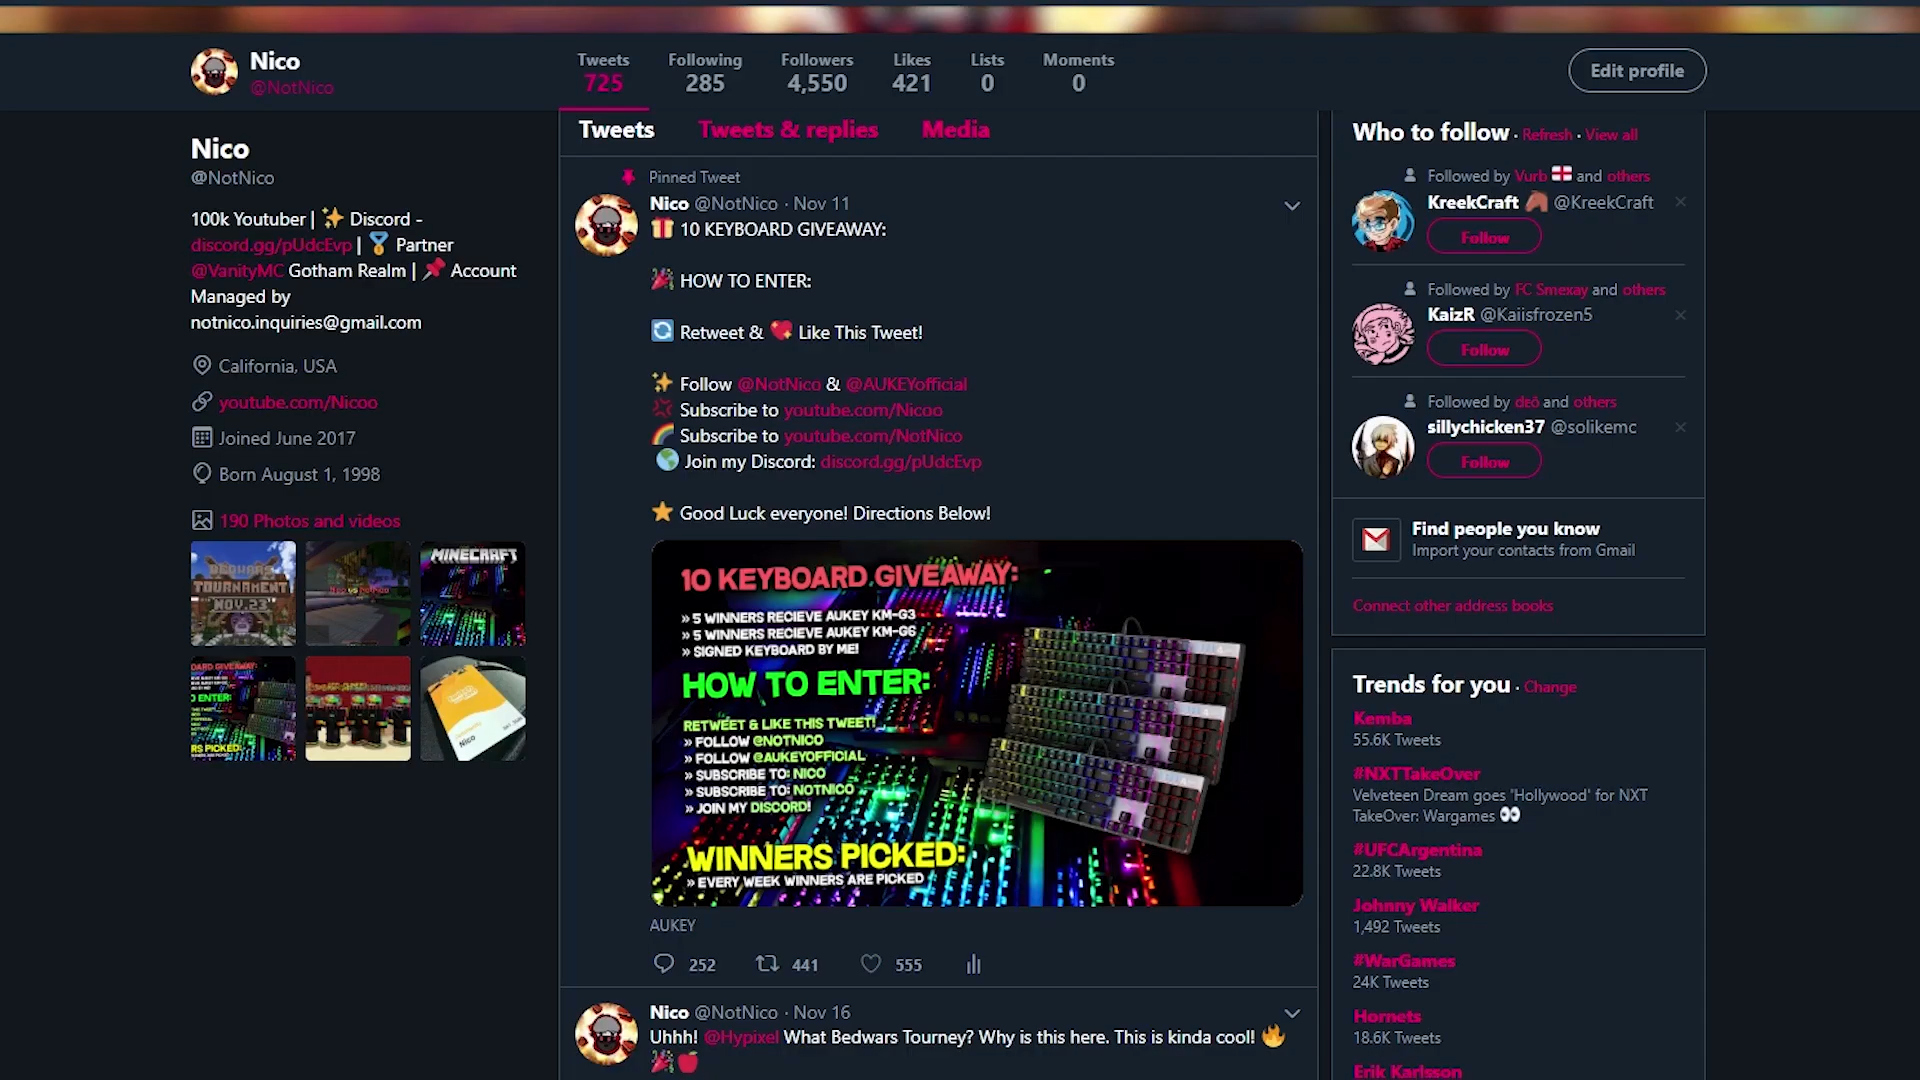 Nico
@NotNico
Tweets
725
Following
285
Followers
4,550
Likes
421
Lists
0
Moments
0
Edit profile
Nico
@NotNico
100k Youtuber | ✨ Discord -
discord.gg/pUdcEvp | 🏅 Partner
@VanityMC Gotham Realm | 📌 Account
Managed by
notnico.inquiries@gmail.com
California, USA
youtube.com/Nicoo
Joined June 2017
Born August 1, 1998
190 Photos and videos
BEDWARS
TOURNAMENT
NOV.23
MINECRAFT
Nico
Tweets Tweets & replies Media
Pinned Tweet
Nico @NotNico · Nov 11
🎁 10 KEYBOARD GIVEAWAY:
🎉 HOW TO ENTER:
🔄 Retweet & 💖 Like This Tweet!
✨ Follow @NotNico & @AUKEYofficial
💢 Subscribe to youtube.com/Nicoo
🌈 Subscribe to youtube.com/NotNico
🌎 Join my Discord: discord.gg/pUdcEvp
⭐ Good Luck everyone! Directions Below!
10 KEYBOARD GIVEAWAY:
» 5 WINNERS RECIEVE AUKEY KM-G3
» 5 WINNERS RECIEVE AUKEY KM-G6
» SIGNED KEYBOARD BY ME!
HOW TO ENTER:
RETWEET & LIKE THIS TWEET!
» FOLLOW @NOTNICO
» FOLLOW @AUKEYOFFICIAL
» SUBSCRIBE TO: NICO
» SUBSCRIBE TO: NOTNICO
» JOIN MY DISCORD!
WINNERS PICKED:
» EVERY WEEK WINNERS ARE PICKED
AUKEY
252 441 555
Nico @NotNico · Nov 16
Uhhh! @Hypixel What Bedwars Tourney? Why is this here. This is kinda cool! 🔥
🎉🍎
Who to follow · Refresh · View all
Followed by Vurb and others
KreekCraft @KreekCraft
Follow
Followed by FC Smexay and others
KaizR @Kaiisfrozen5
Follow
Followed by deö and others
sillychicken37 @solikemc
Follow
Find people you know
Import your contacts from Gmail
Connect other address books
Trends for you · Change
Kemba
55.6K Tweets
#NXTTakeOver
Velveteen Dream goes 'Hollywood' for NXT
TakeOver: Wargames 👀
#UFCArgentina
22.8K Tweets
Johnny Walker
1,492 Tweets
#WarGames
24K Tweets
Hornets
18.6K Tweets
Erik Karlsson